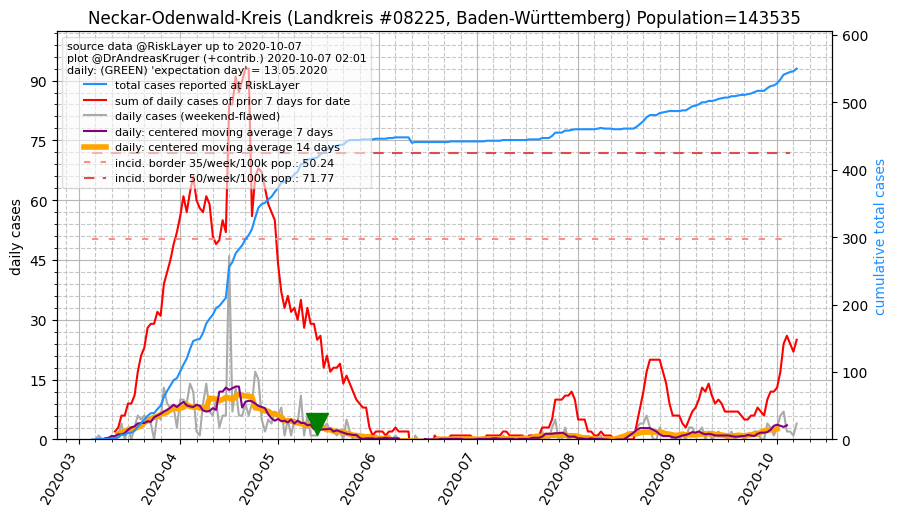 Neckar-Odenwald-Kreis (Landkreis #08225, Baden-Württemberg) Population=143535
source data @RiskLayer up to 2020-10-07
plot @DrAndreasKruger (+contrib.) 2020-10-07 02:01
daily: (GREEN) 'expectation day' = 13.05.2020
total cases reported at RiskLayer
sum of daily cases of prior 7 days for date
daily cases (weekend-flawed)
daily: centered moving average 7 days
daily: centered moving average 14 days
incid. border 35/week/100k pop.: 50.24
incid. border 50/week/100k pop.: 71.77
daily cases
90
75
60
45
30
15
0
600
500
400
300
200
100
0
cumulative total cases
2020-03
2020-04
2020-05
2020-06
2020-07
2020-08
2020-09
2020-10